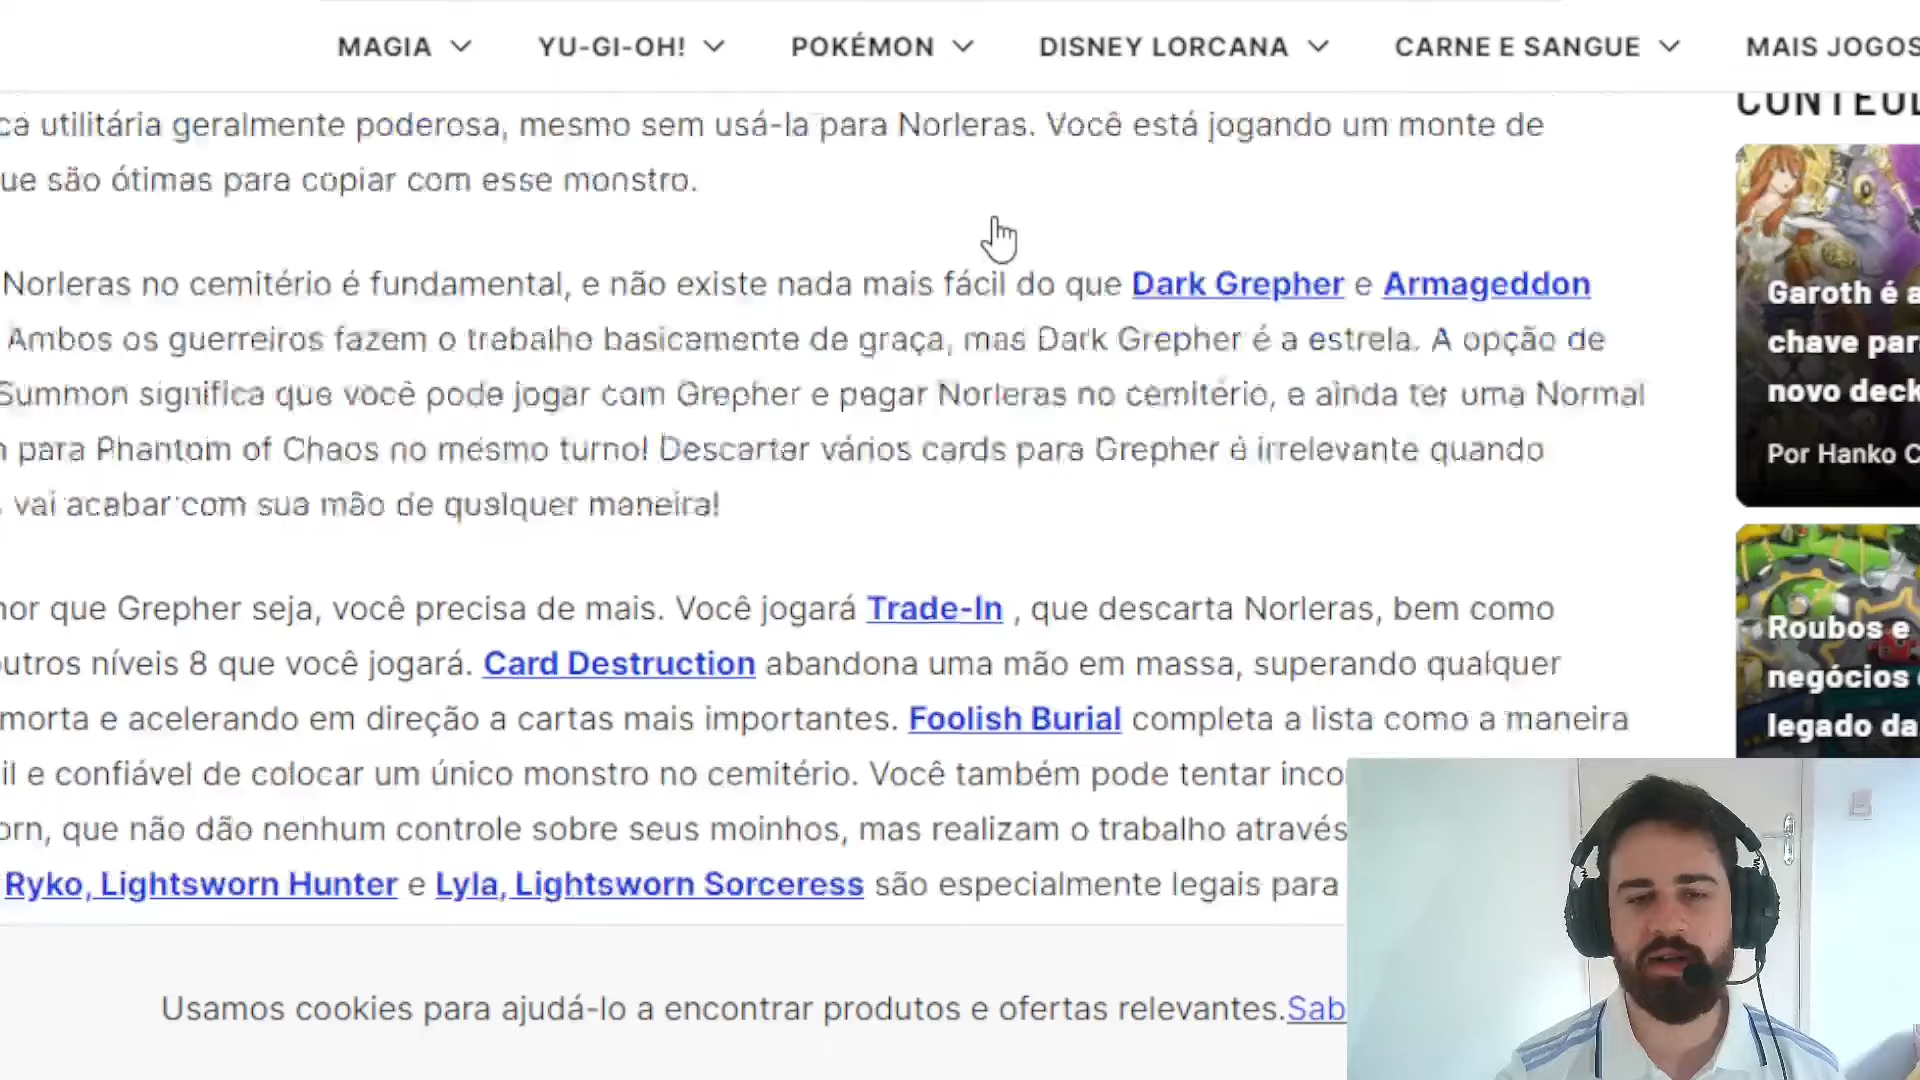 MAGIA YU-GI-OH! POKÉMON DISNEY LORCANA CARNE E SANGUE MAIS JOGOS
ca utilitária geralmente poderosa, mesmo sem usá-la para Norleras. Você está jogando um monte de
ue são ótimas para copiar com esse monstro.
Norleras no cemitério é fundamental, e não existe nada mais fácil do que Dark Grepher e Armageddon
Ambos os guerreiros fazem o trabalho basicamente de graça, mas Dark Grepher é a estrela. A opção de
Summon significa que você pode jogar com Grepher e pagar Norleras no cemitério, e ainda ter uma Normal
para Phantom of Chaos no mesmo turno! Descartar vários cards para Grepher é irrelevante quando
vai acabar com sua mão de qualquer maneira!
hor que Grepher seja, você precisa de mais. Você jogará Trade-In , que descarta Norleras, bem como
outros níveis 8 que você jogará. Card Destruction abandona uma mão em massa, superando qualquer
morta e acelerando em direção a cartas mais importantes. Foolish Burial completa a lista como a maneira
il e confiável de colocar um único monstro no cemitério. Você também pode tentar inco
orn, que não dão nenhum controle sobre seus moinhos, mas realizam o trabalho através
Ryko, Lightsworn Hunter e Lyla, Lightsworn Sorceress são especialmente legais para
Usamos cookies para ajudá-lo a encontrar produtos e ofertas relevantes. Sab
CONTEÚD
Garoth é a
chave par
novo deck
Por Hanko C
Roubos e
negócios
legado da